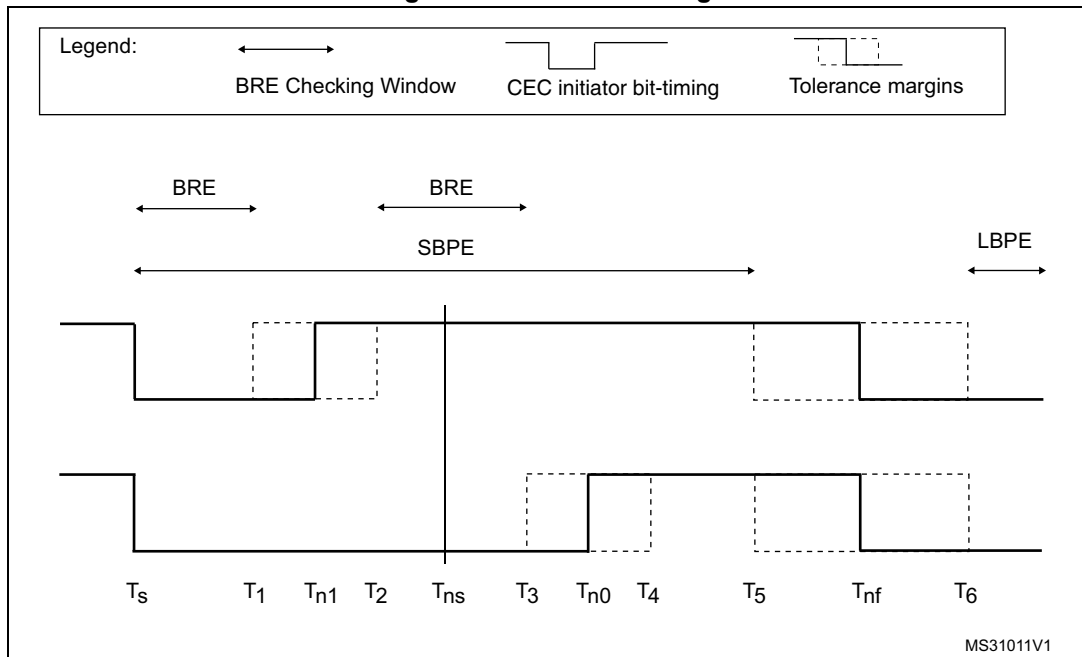 Legend:
BRE Checking Window
CEC initiator bit-timing
Tolerance margins
BRE
BRE
SBPE
LBPE
Ts
T1
Tn1
T2
Tns
T3
Tn0
T4
T5
Tnf
T6
MS31011V1